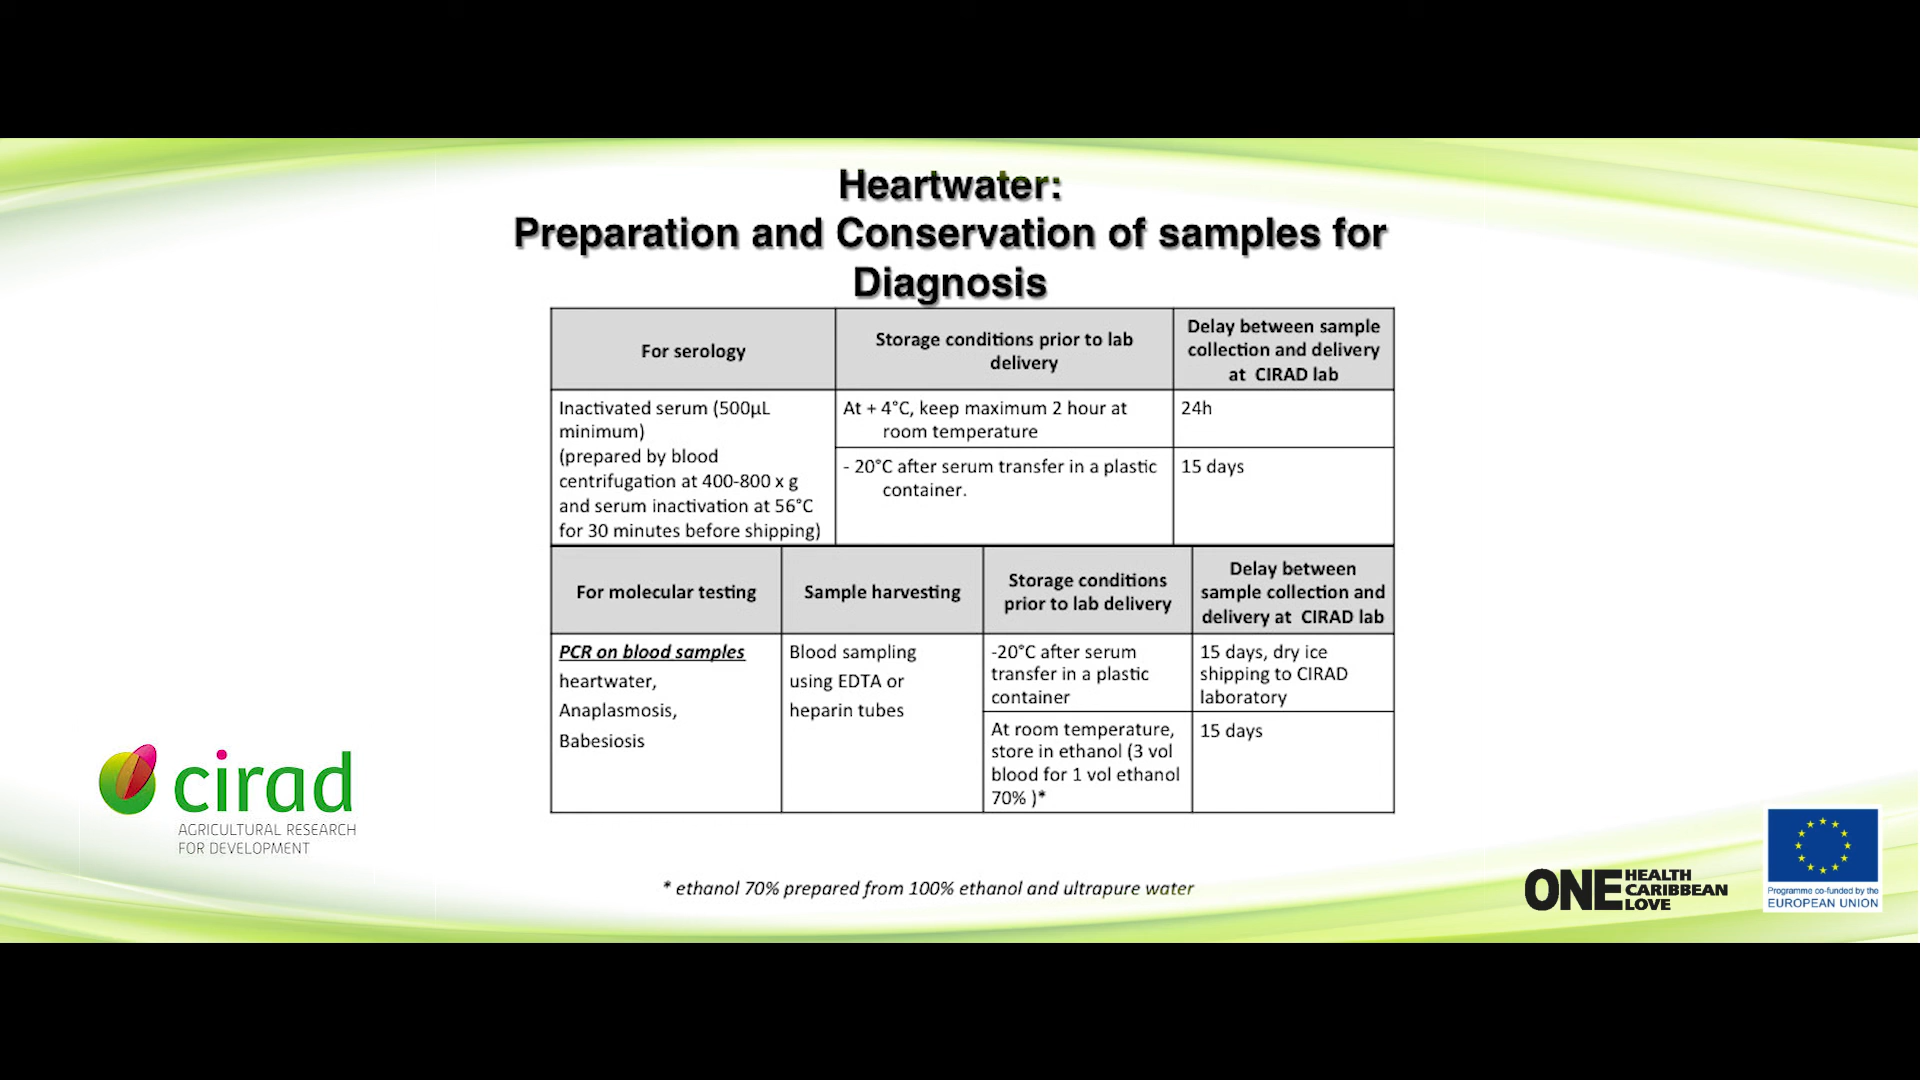 Heartwater:
Preparation and Conservation of samples for
Diagnosis
For serology
Storage conditions prior to lab
delivery
Delay between sample
collection and delivery
at CIRAD lab
Inactivated serum (500µL
minimum)
(prepared by blood
centrifugation at 400-800 x g
and serum inactivation at 56°C
for 30 minutes before shipping)
At + 4°C, keep maximum 2 hour at
room temperature
24h
- 20°C after serum transfer in a plastic
container.
15 days
For molecular testing
Sample harvesting
Storage conditions
prior to lab delivery
Delay between
sample collection and
delivery at CIRAD lab
PCR on blood samples
heartwater,
Anaplasmosis,
Babesiosis
Blood sampling
using EDTA or
heparin tubes
-20°C after serum
transfer in a plastic
container
15 days, dry ice
shipping to CIRAD
laboratory
At room temperature,
store in ethanol (3 vol
blood for 1 vol ethanol
70% )*
15 days
* ethanol 70% prepared from 100% ethanol and ultrapure water
cirad
AGRICULTURAL RESEARCH
FOR DEVELOPMENT
ONE HEALTH
CARIBBEAN
LOVE
Programme co-funded by the
EUROPEAN UNION